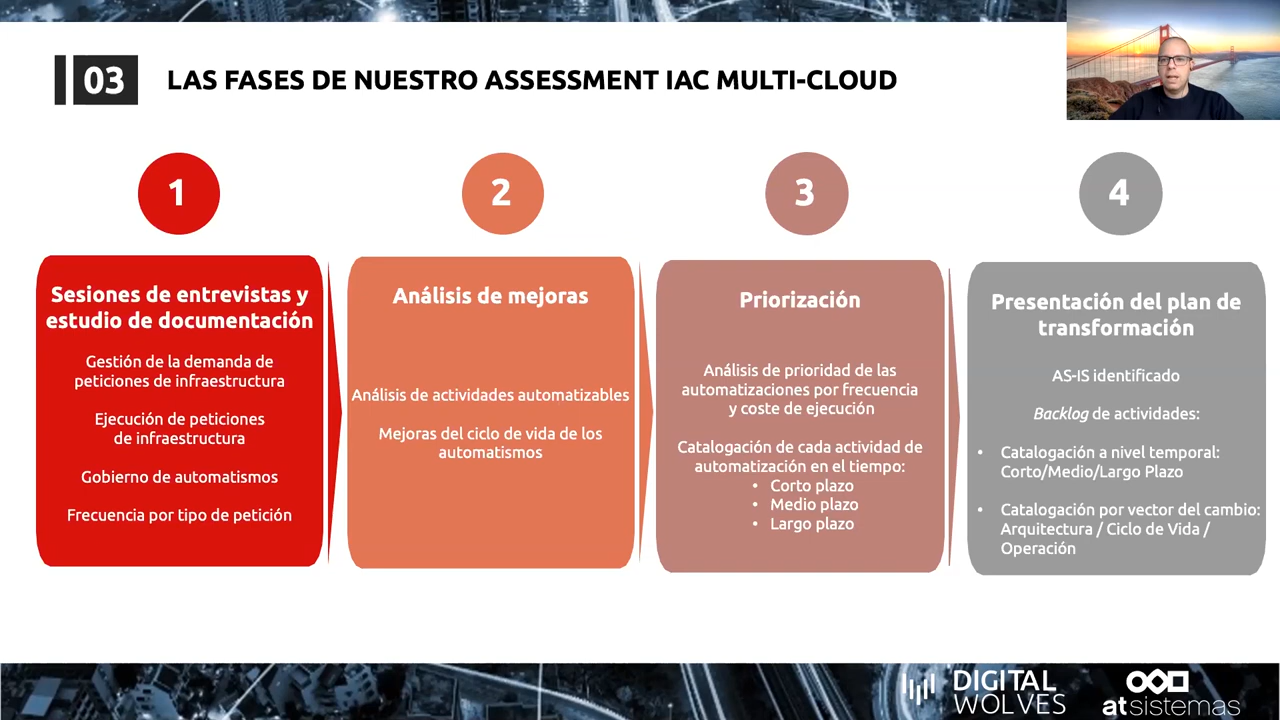 03
LAS FASES DE NUESTRO ASSESSMENT IAC MULTI-CLOUD
1
Sesiones de entrevistas y
estudio de documentación
Gestión de la demanda de
peticiones de infraestructura
Ejecución de peticiones
de infraestructura
Gobierno de automatismos
Frecuencia por tipo de petición
2
Análisis de mejoras
Análisis de actividades automatizables
Mejoras del ciclo de vida de los
automatismos
3
Priorización
Análisis de prioridad de las
automatizaciones por frecuencia
y coste de ejecución
Catalogación de cada actividad de
automatización en el tiempo:
• Corto plazo
• Medio plazo
• Largo plazo
4
Presentación del plan de
transformación
AS-IS identificado
Backlog de actividades:
• Catalogación a nivel temporal:
Corto/Medio/Largo Plazo
• Catalogación por vector del cambio:
Arquitectura / Ciclo de Vida /
Operación
DIGITAL
WOLVES
atsistemas